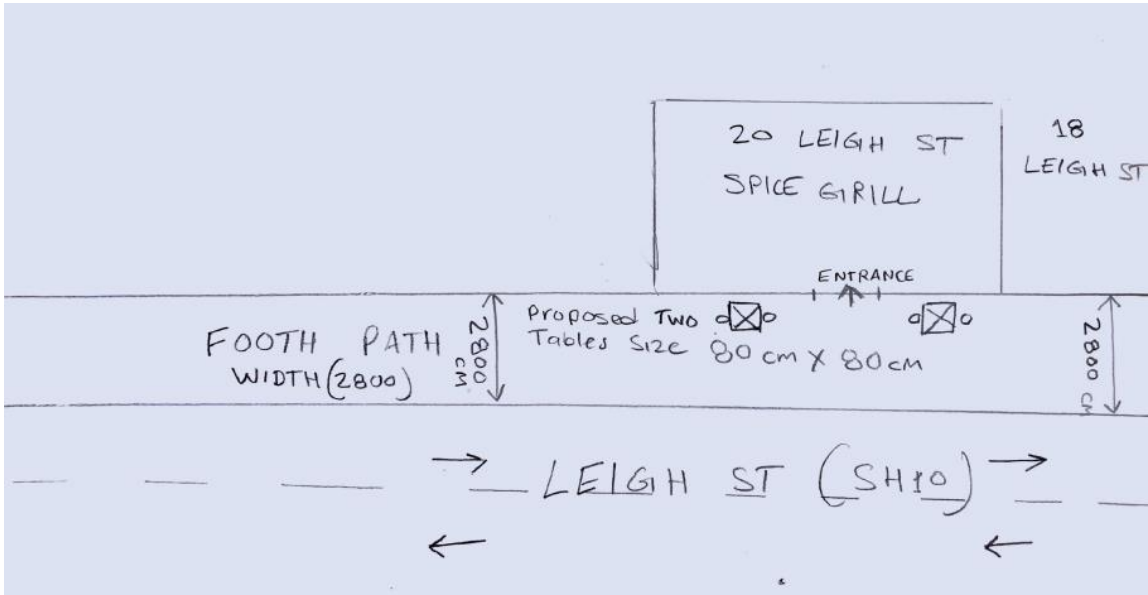 20 LEIGH ST
SPICE GRILL
18
LEIGH ST
ENTRANCE
FOOTH PATH
WIDTH (2800)
2800
CM
Proposed Two
Tables Size 80 cm X 80 cm
2800 CM
LEIGH ST (SH10)